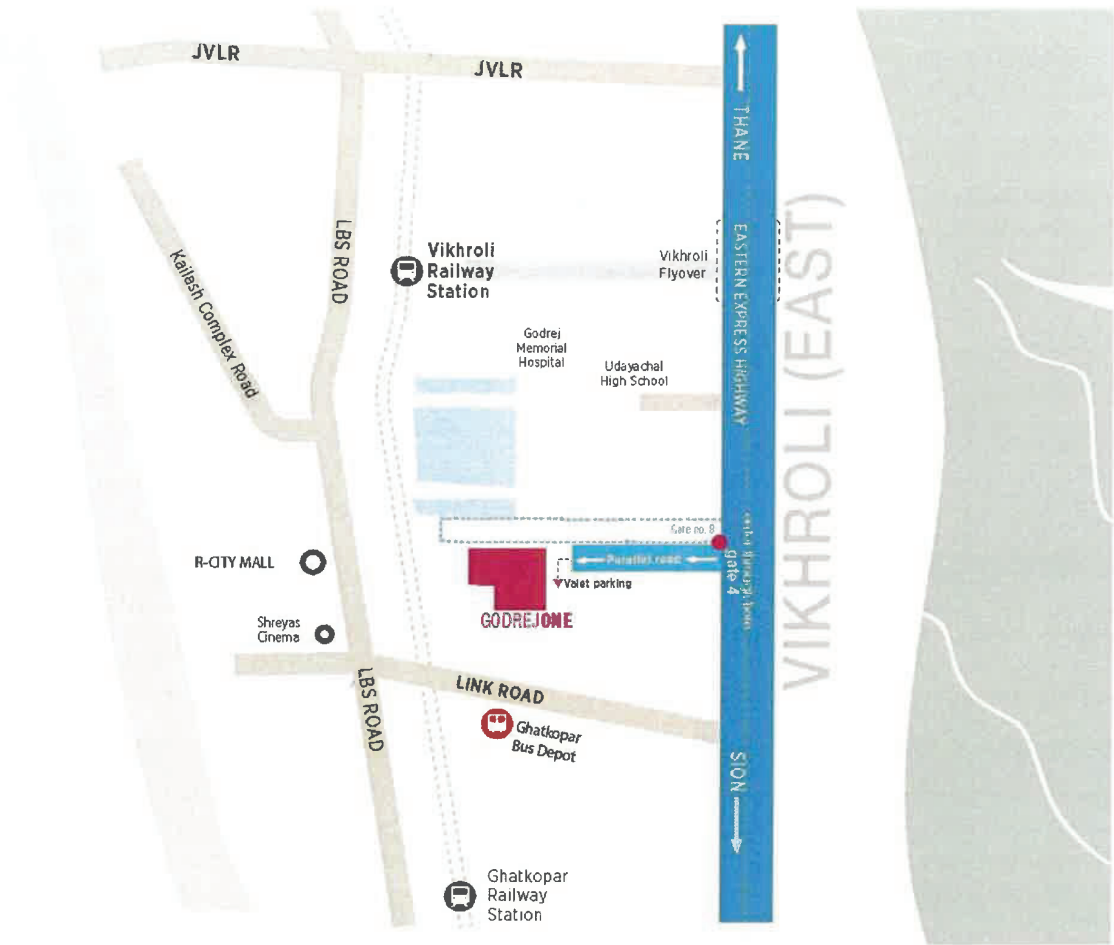 JVLR
JVLR
THANE
LBS ROAD
Kailash Complex Road
Vikhroli
Railway
Station
Vikhroli
Flyover
EASTERN EXPRESS HIGHWAY
VIKHROLI (EAST)
Godrej
Memorial
Hospital
Udayachal
High School
Gate no. 8
gate 4
Parallel road
Valet parking
R-CITY MALL
GODREJONE
Shreyas
Cinema
LBS ROAD
LINK ROAD
Ghatkopar
Bus Depot
SION
Ghatkopar
Railway
Station